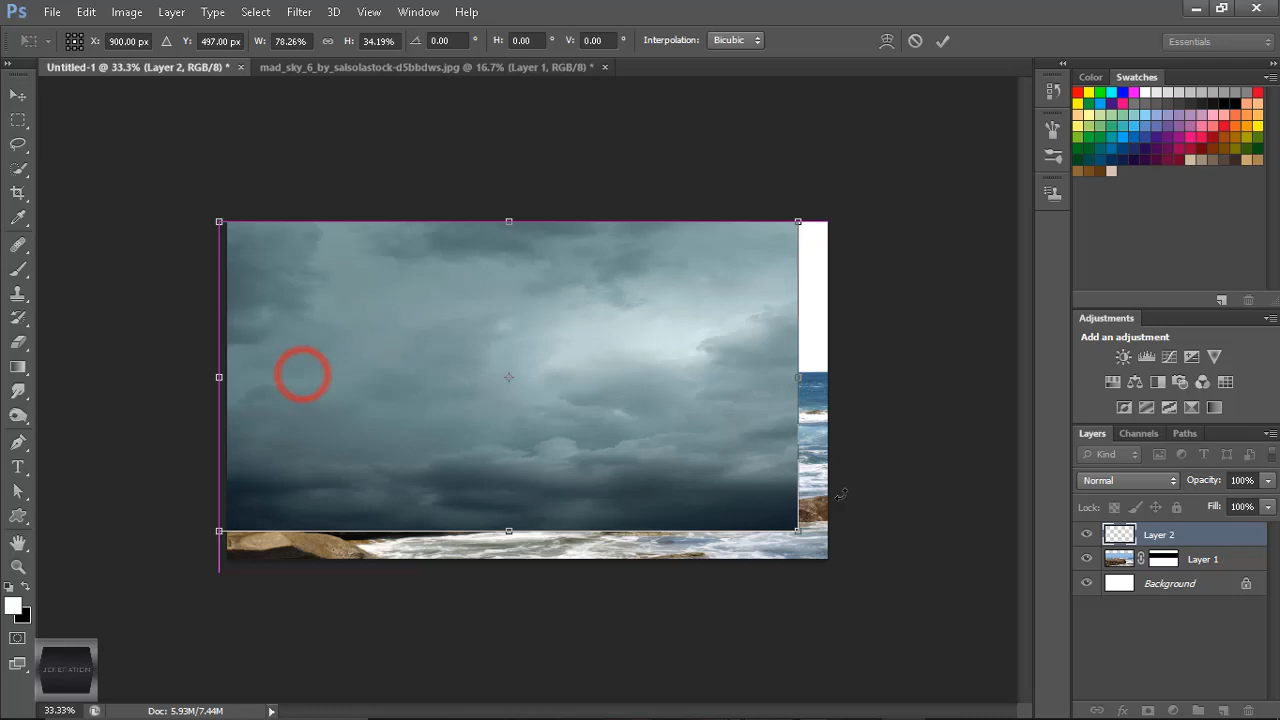 Ps File Edit Image Layer Type Select Filter 3D View Window Help
X: 900.00 px Y: 497.00 px W: 78.26% H: 34.19% 0.00 ° H: 0.00 ° V: 0.00 ° Interpolation: Bicubic Essentials
Untitled-1 @ 33.3% (Layer 2, RGB/8) * × mad_sky_6_by_salsolastock-d5bbdws.jpg @ 16.7% (Layer 1, RGB/8) * ×
Color Swatches
Adjustments
Add an adjustment
Layers Channels Paths
Kind
Normal Opacity: 100%
Lock: Fill: 100%
Layer 2
Layer 1
Background
33.33% Doc: 5.93M/7.44M